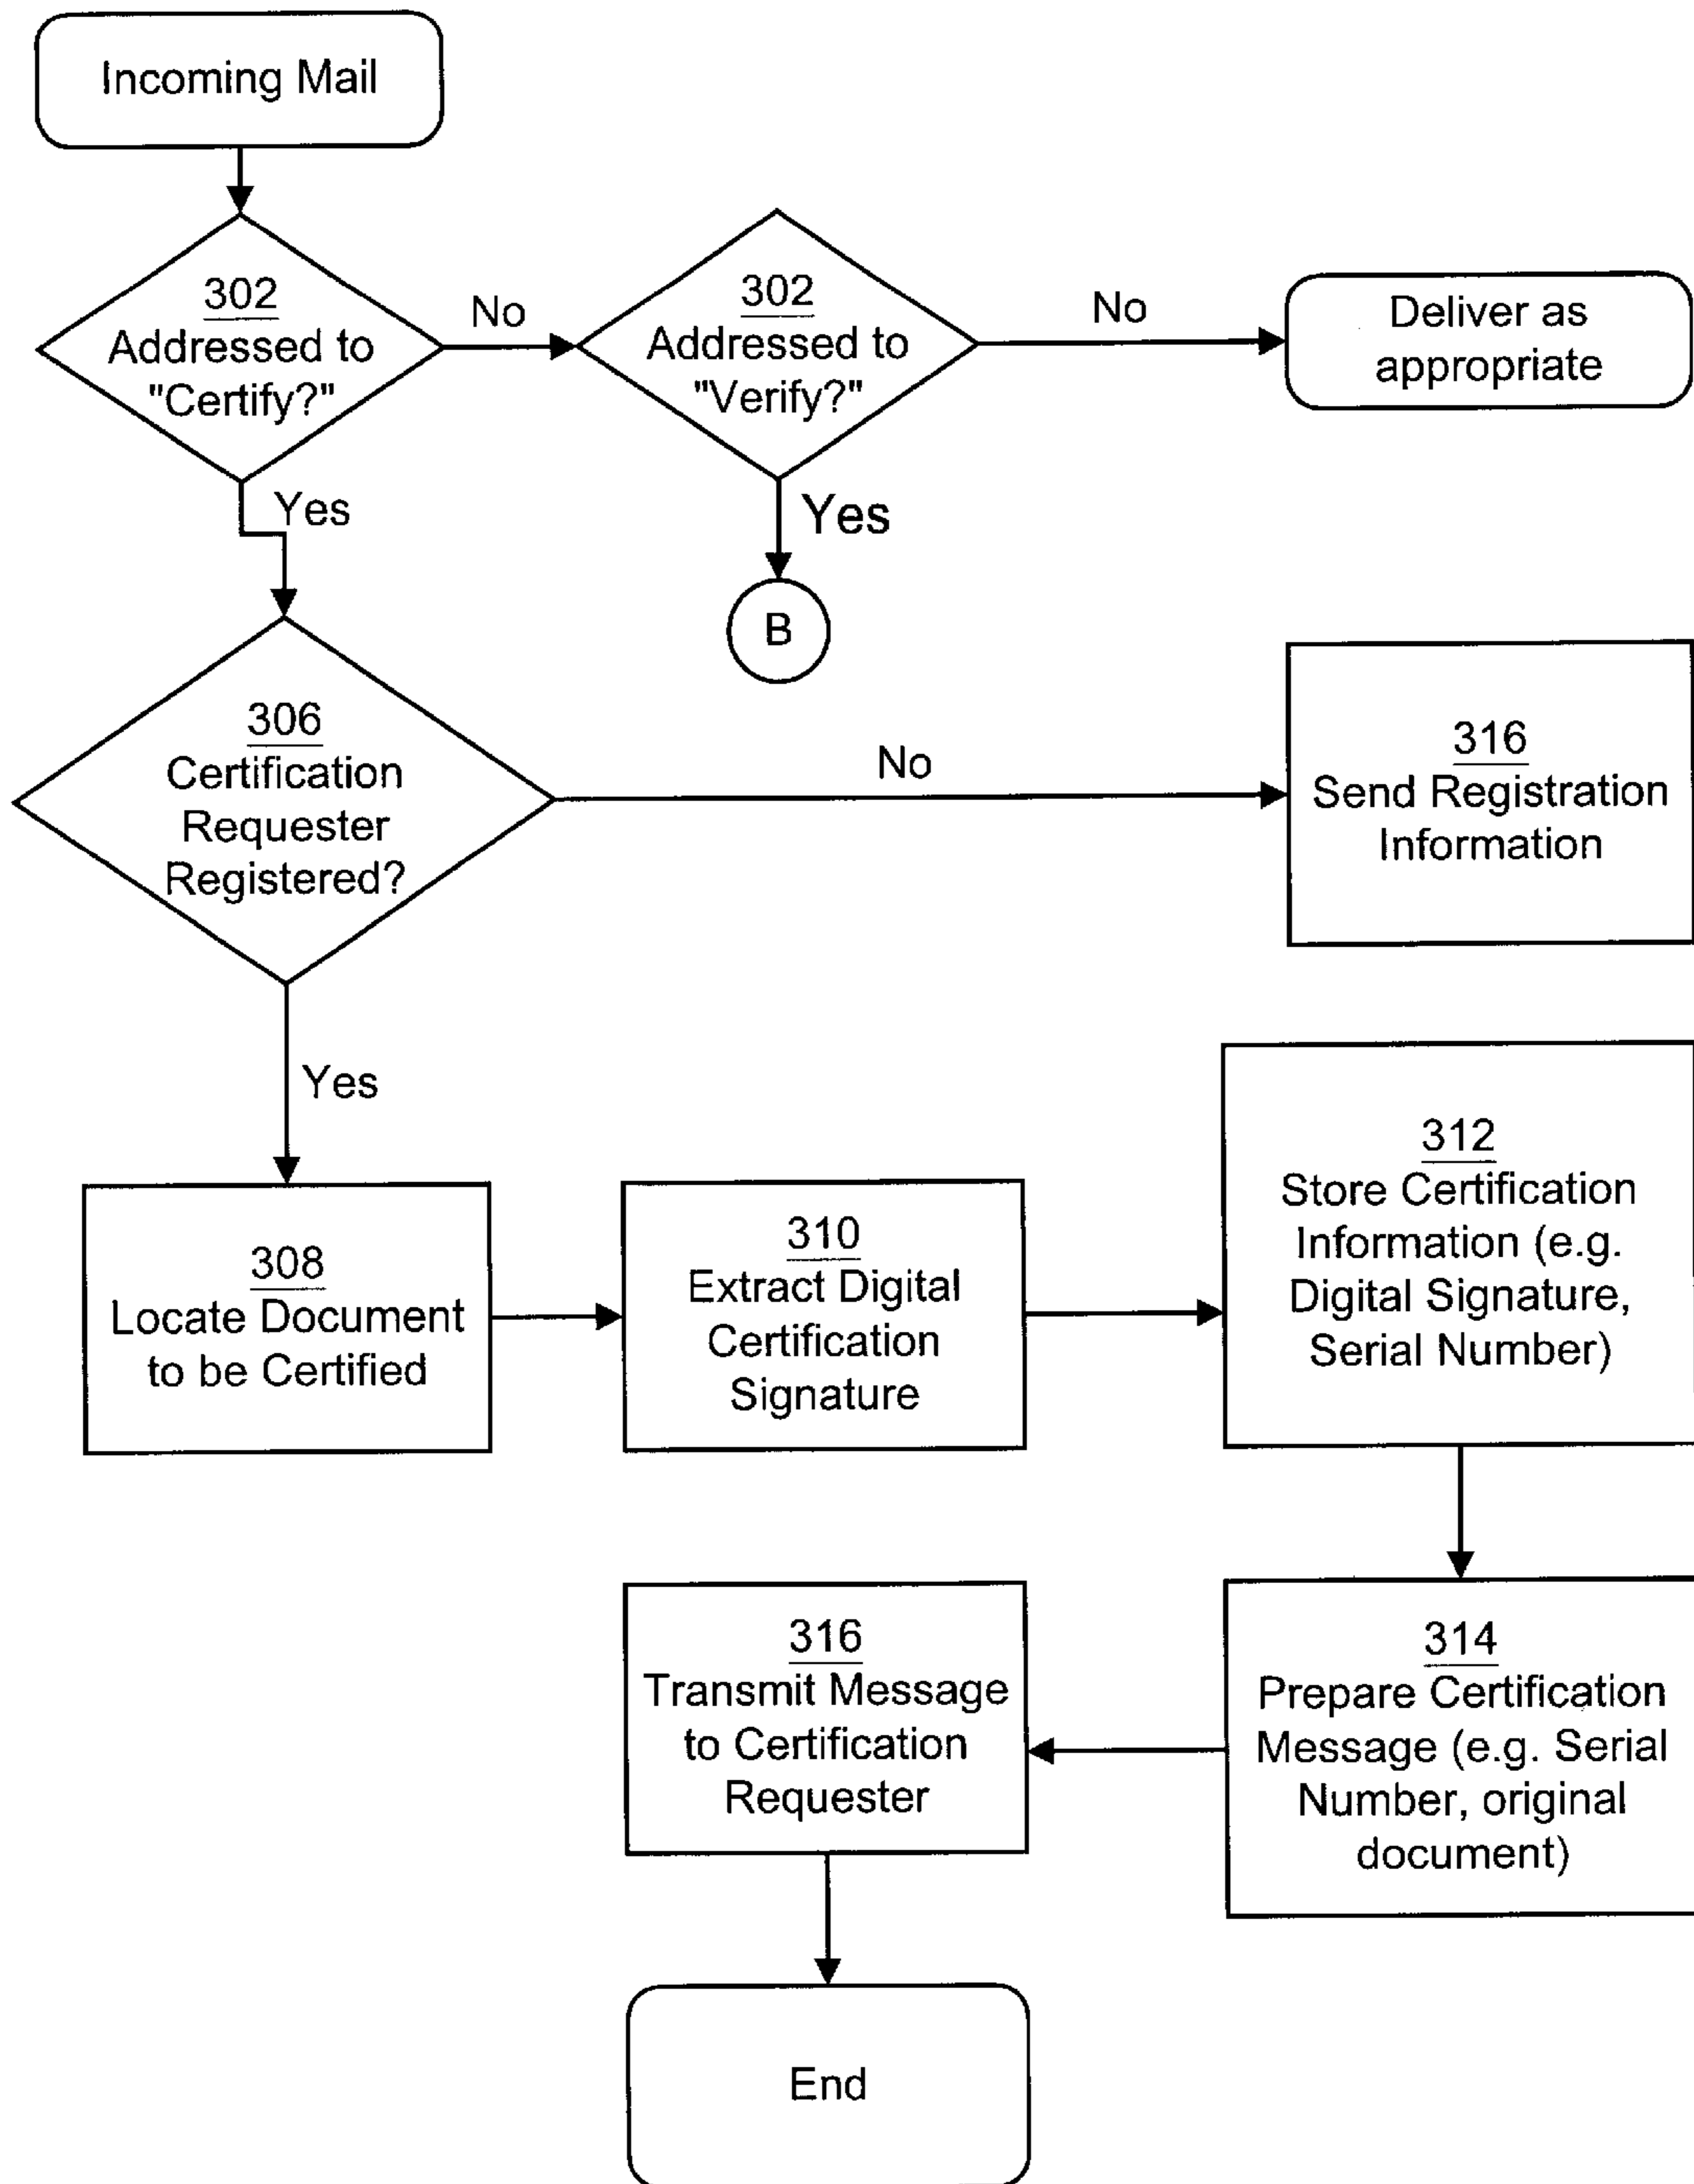 Incoming Mail
302
Addressed to
"Certify?"
No
302
Addressed to
"Verify?"
No
Deliver as
appropriate
Yes
Yes
B
306
Certification
Requester
Registered?
No
316
Send Registration
Information
Yes
308
Locate Document
to be Certified
310
Extract Digital
Certification
Signature
312
Store Certification
Information (e.g.
Digital Signature,
Serial Number)
314
Prepare Certification
Message (e.g. Serial
Number, original
document)
316
Transmit Message
to Certification
Requester
End